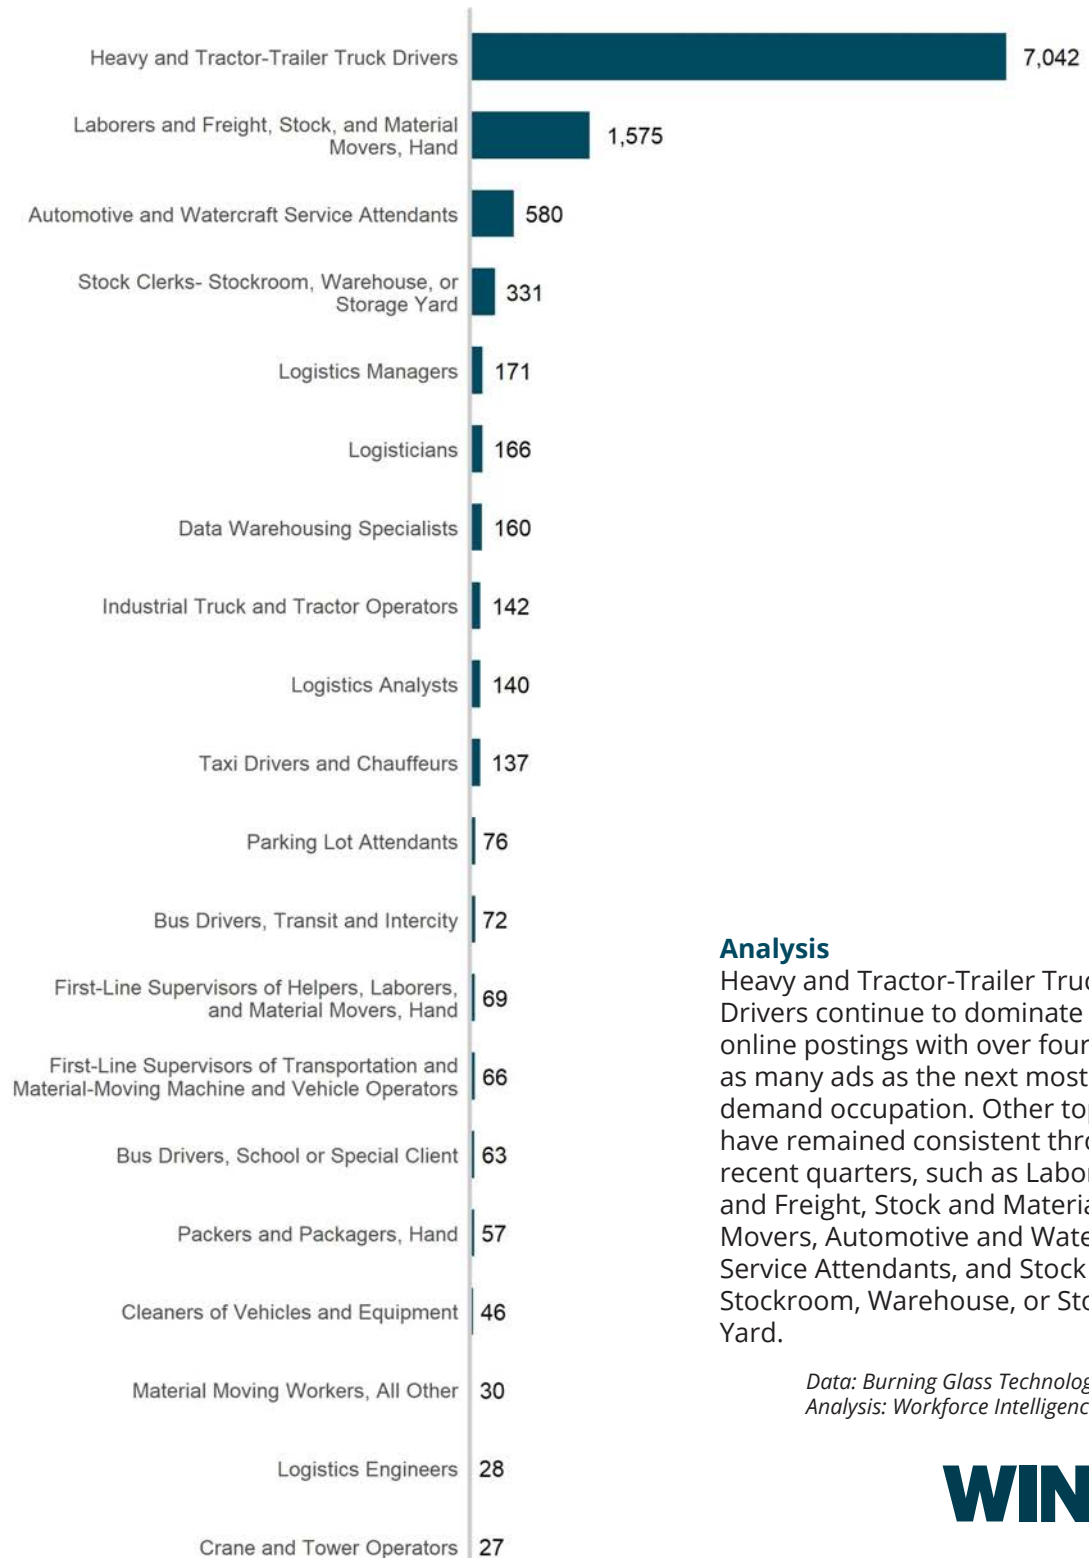 Heavy and Tractor-Trailer Truck Drivers 7,042
Laborers and Freight, Stock, and Material
Movers, Hand 1,575
Automotive and Watercraft Service Attendants 580
Stock Clerks- Stockroom, Warehouse, or
Storage Yard 331
Logistics Managers 171
Logisticians 166
Data Warehousing Specialists 160
Industrial Truck and Tractor Operators 142
Logistics Analysts 140
Taxi Drivers and Chauffeurs 137
Parking Lot Attendants 76
Bus Drivers, Transit and Intercity 72
First-Line Supervisors of Helpers, Laborers,
and Material Movers, Hand 69
First-Line Supervisors of Transportation and
Material-Moving Machine and Vehicle Operators 66
Bus Drivers, School or Special Client 63
Packers and Packagers, Hand 57
Cleaners of Vehicles and Equipment 46
Material Moving Workers, All Other 30
Logistics Engineers 28
Crane and Tower Operators 27
Analysis
Heavy and Tractor-Trailer
Drivers continue to dominate
online postings with over four
as many ads as the next most
demand occupation. Other
have remained consistent
recent quarters, such as
and Freight, Stock and
Movers, Automotive and
Service Attendants, and Stock
Stockroom, Warehouse, or
Yard.
Data: Burning Glass
Analysis: Workforce
WIN